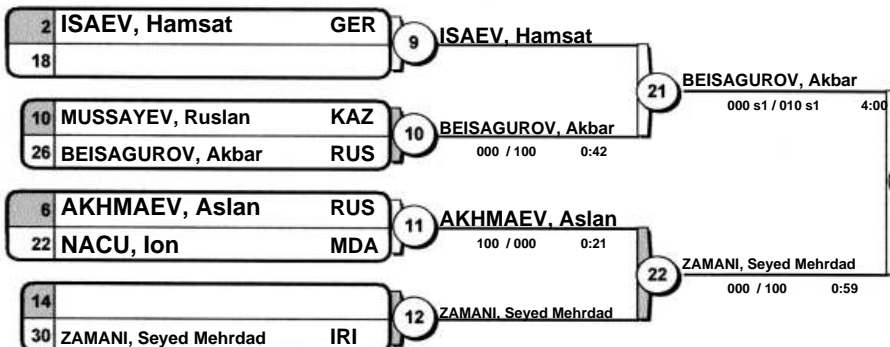 2 ISAEV, Hamsat GER
18
9
ISAEV, Hamsat
10 MUSSAYEV, Ruslan KAZ
26 BEISAGUROV, Akbar RUS
10
BEISAGUROV, Akbar
000 / 100 0:42
21
BEISAGUROV, Akbar
000 s1 / 010 s1 4:00
6 AKHMAEV, Aslan RUS
22 NACU, Ion MDA
11
AKHMAEV, Aslan
100 / 000 0:21
14
30 ZAMANI, Seyed Mehrdad IRI
12
ZAMANI, Seyed Mehrdad
22
ZAMANI, Seyed Mehrdad
000 / 100 0:59